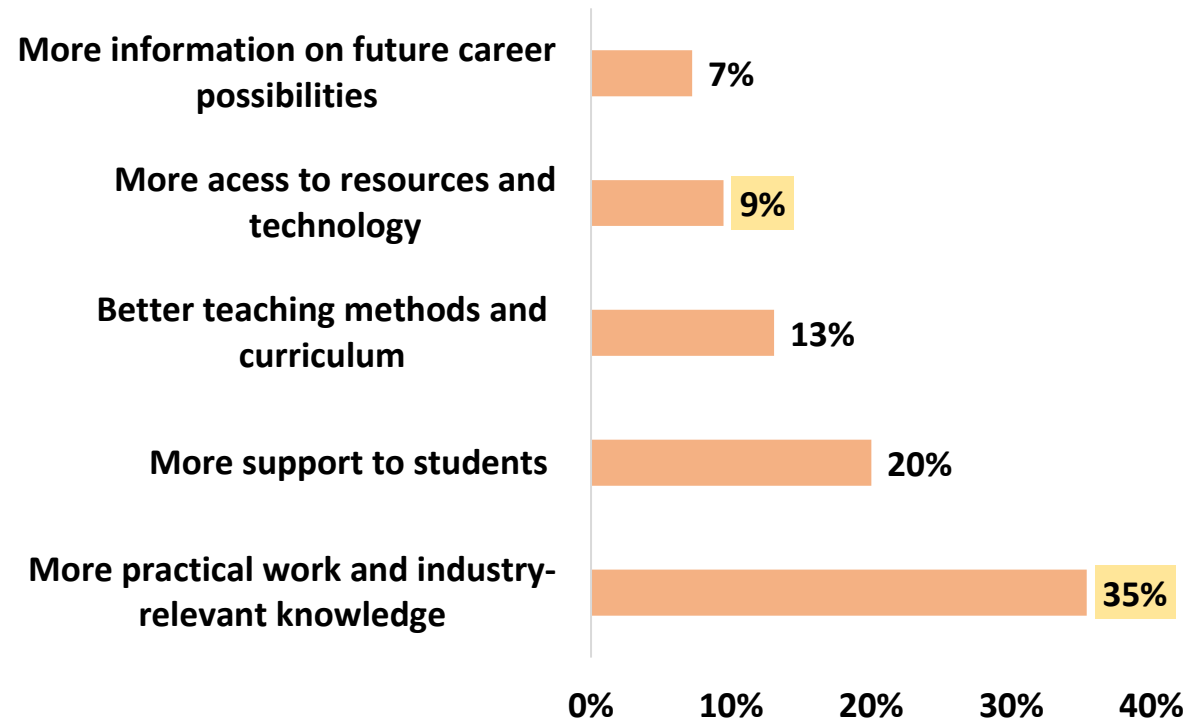 More information on future career
possibilities
7%
More acess to resources and
technology
9%
Better teaching methods and
curriculum
13%
More support to students
20%
More practical work and industry-
relevant knowledge
35%
0% 10% 20% 30% 40%